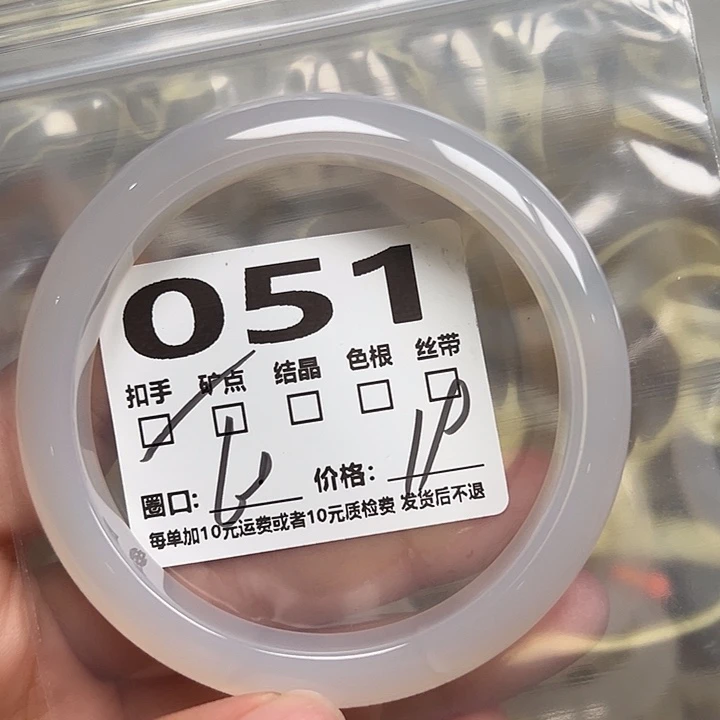 051
扣手 矿点 结晶 色根 丝带
圈口: 价格:
每单加10元运费或者10元质检费 发货后不退